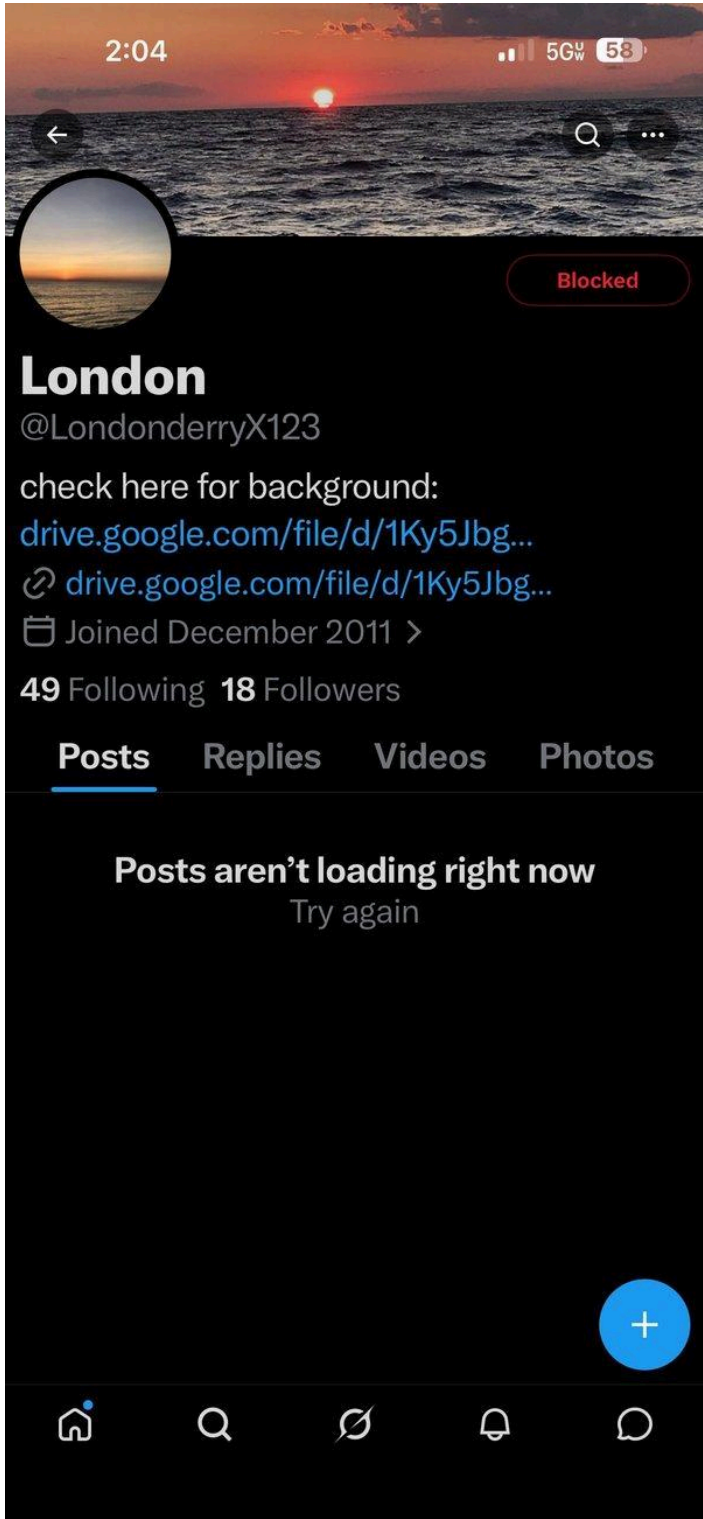 2:04
5GUW 58
Blocked
London
@LondonderryX123
check here for background:
drive.google.com/file/d/1Ky5Jbg...
drive.google.com/file/d/1Ky5Jbg...
Joined December 2011 >
49 Following 18 Followers
Posts Replies Videos Photos
Posts aren’t loading right now
Try again